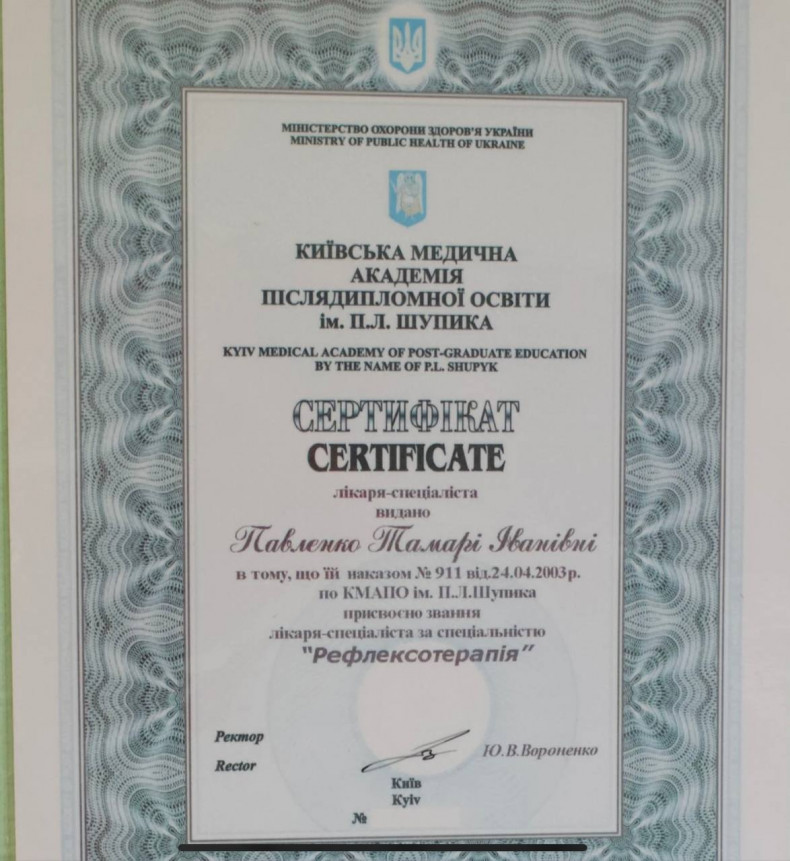 МІНІСТЕРСТВО ОХОРОНИ ЗДОРОВ'Я УКРАЇНИ
MINISTRY OF PUBLIC HEALTH OF UKRAINE
КИЇВСЬКА МЕДИЧНА
АКАДЕМІЯ
ПІСЛЯДИПЛОМНОЇ ОСВІТИ
ім. П.Л. ШУПИКА
KYIV MEDICAL ACADEMY OF POST-GRADUATE EDUCATION
BY THE NAME OF P.L. SHUPYK
СЕРТИФІКАТ
CERTIFICATE
лікаря-спеціаліста
видано
Павленко Тамарі Іванівні
в тому, що їй наказом № 911 від.24.04.2003р.
по КМАПО ім. П.Л.Шупика
присвоєно звання
лікаря-спеціаліста за спеціальністю
"Рефлексотерапія"
Ректор
Ю.В.Вороненко
Rector
Київ
Kyiv
№